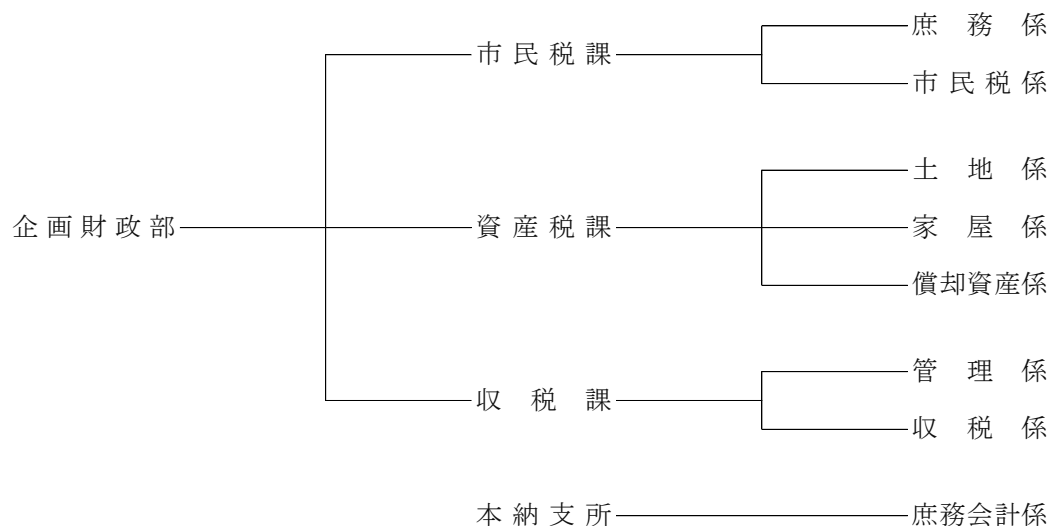 庶務係
市民税課
市民税係
土地係
企画財政部
資産税課
家屋係
償却資産係
管理係
収税課
収税係
本納支所
庶務会計係